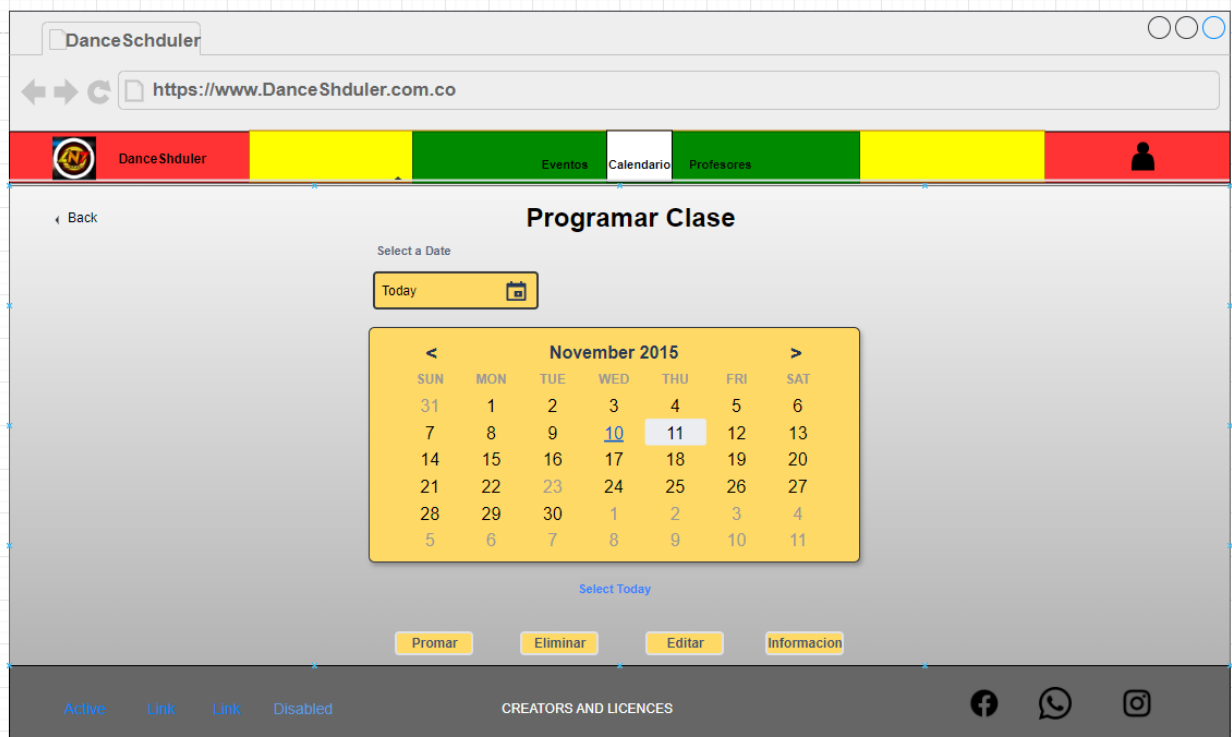 DanceSchduler
https://www.DanceShduler.com.co
DanceShduler
Eventos Calendario Profesores
Back
Programar Clase
Select a Date
Today
< November 2015 >
SUN MON TUE WED THU FRI SAT
31 1 2 3 4 5 6
7 8 9 10 11 12 13
14 15 16 17 18 19 20
21 22 23 24 25 26 27
28 29 30 1 2 3 4
5 6 7 8 9 10 11
Select Today
Promar Eliminar Editar Informacion
Active Link Link Disabled CREATORS AND LICENCES